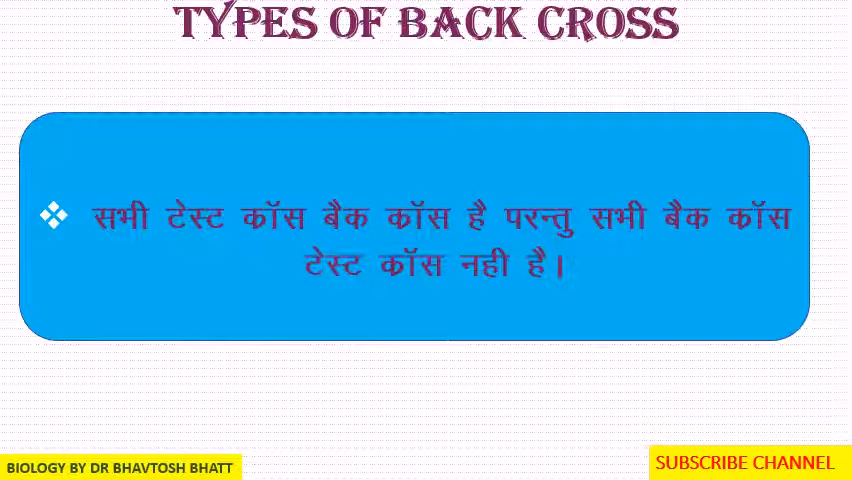 TYPES OF BACK CROSS
❖ सभी टेस्ट कॉस बैक कॉस है परन्तु सभी बैक कॉस
टेस्ट कॉस नही है।
BIOLOGY BY DR BHAVTOSH BHATT
SUBSCRIBE CHANNEL